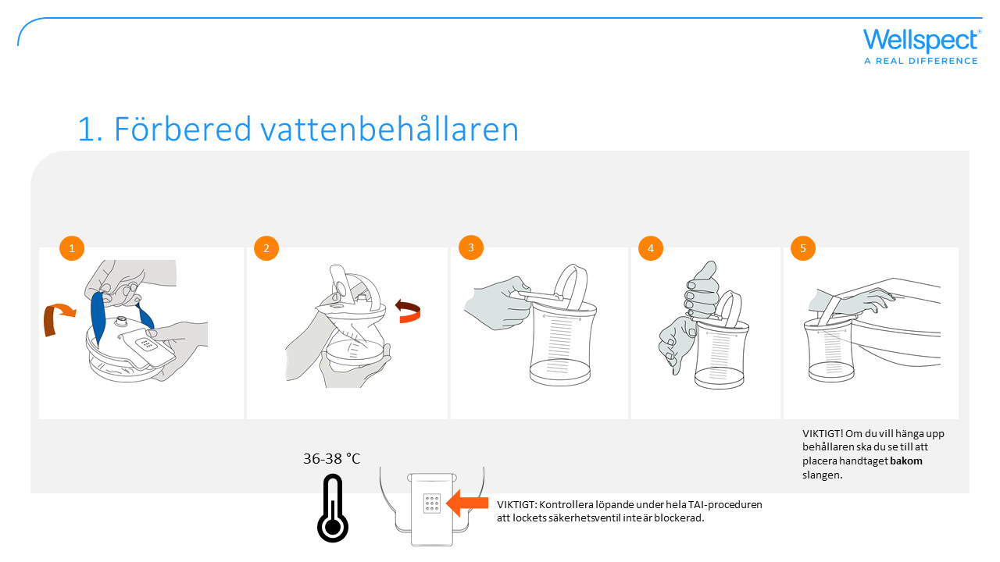 Wellspect®
A REAL DIFFERENCE
1. Förbered vattenbehållaren
1
2
3
4
5
VIKTIGT! Om du vill hänga upp
behållaren ska du se till att
placera handtaget bakom
slangen.
36-38 °C
VIKTIGT: Kontrollera löpande under hela TAI-proceduren
att lockets säkerhetsventil inte är blockerad.